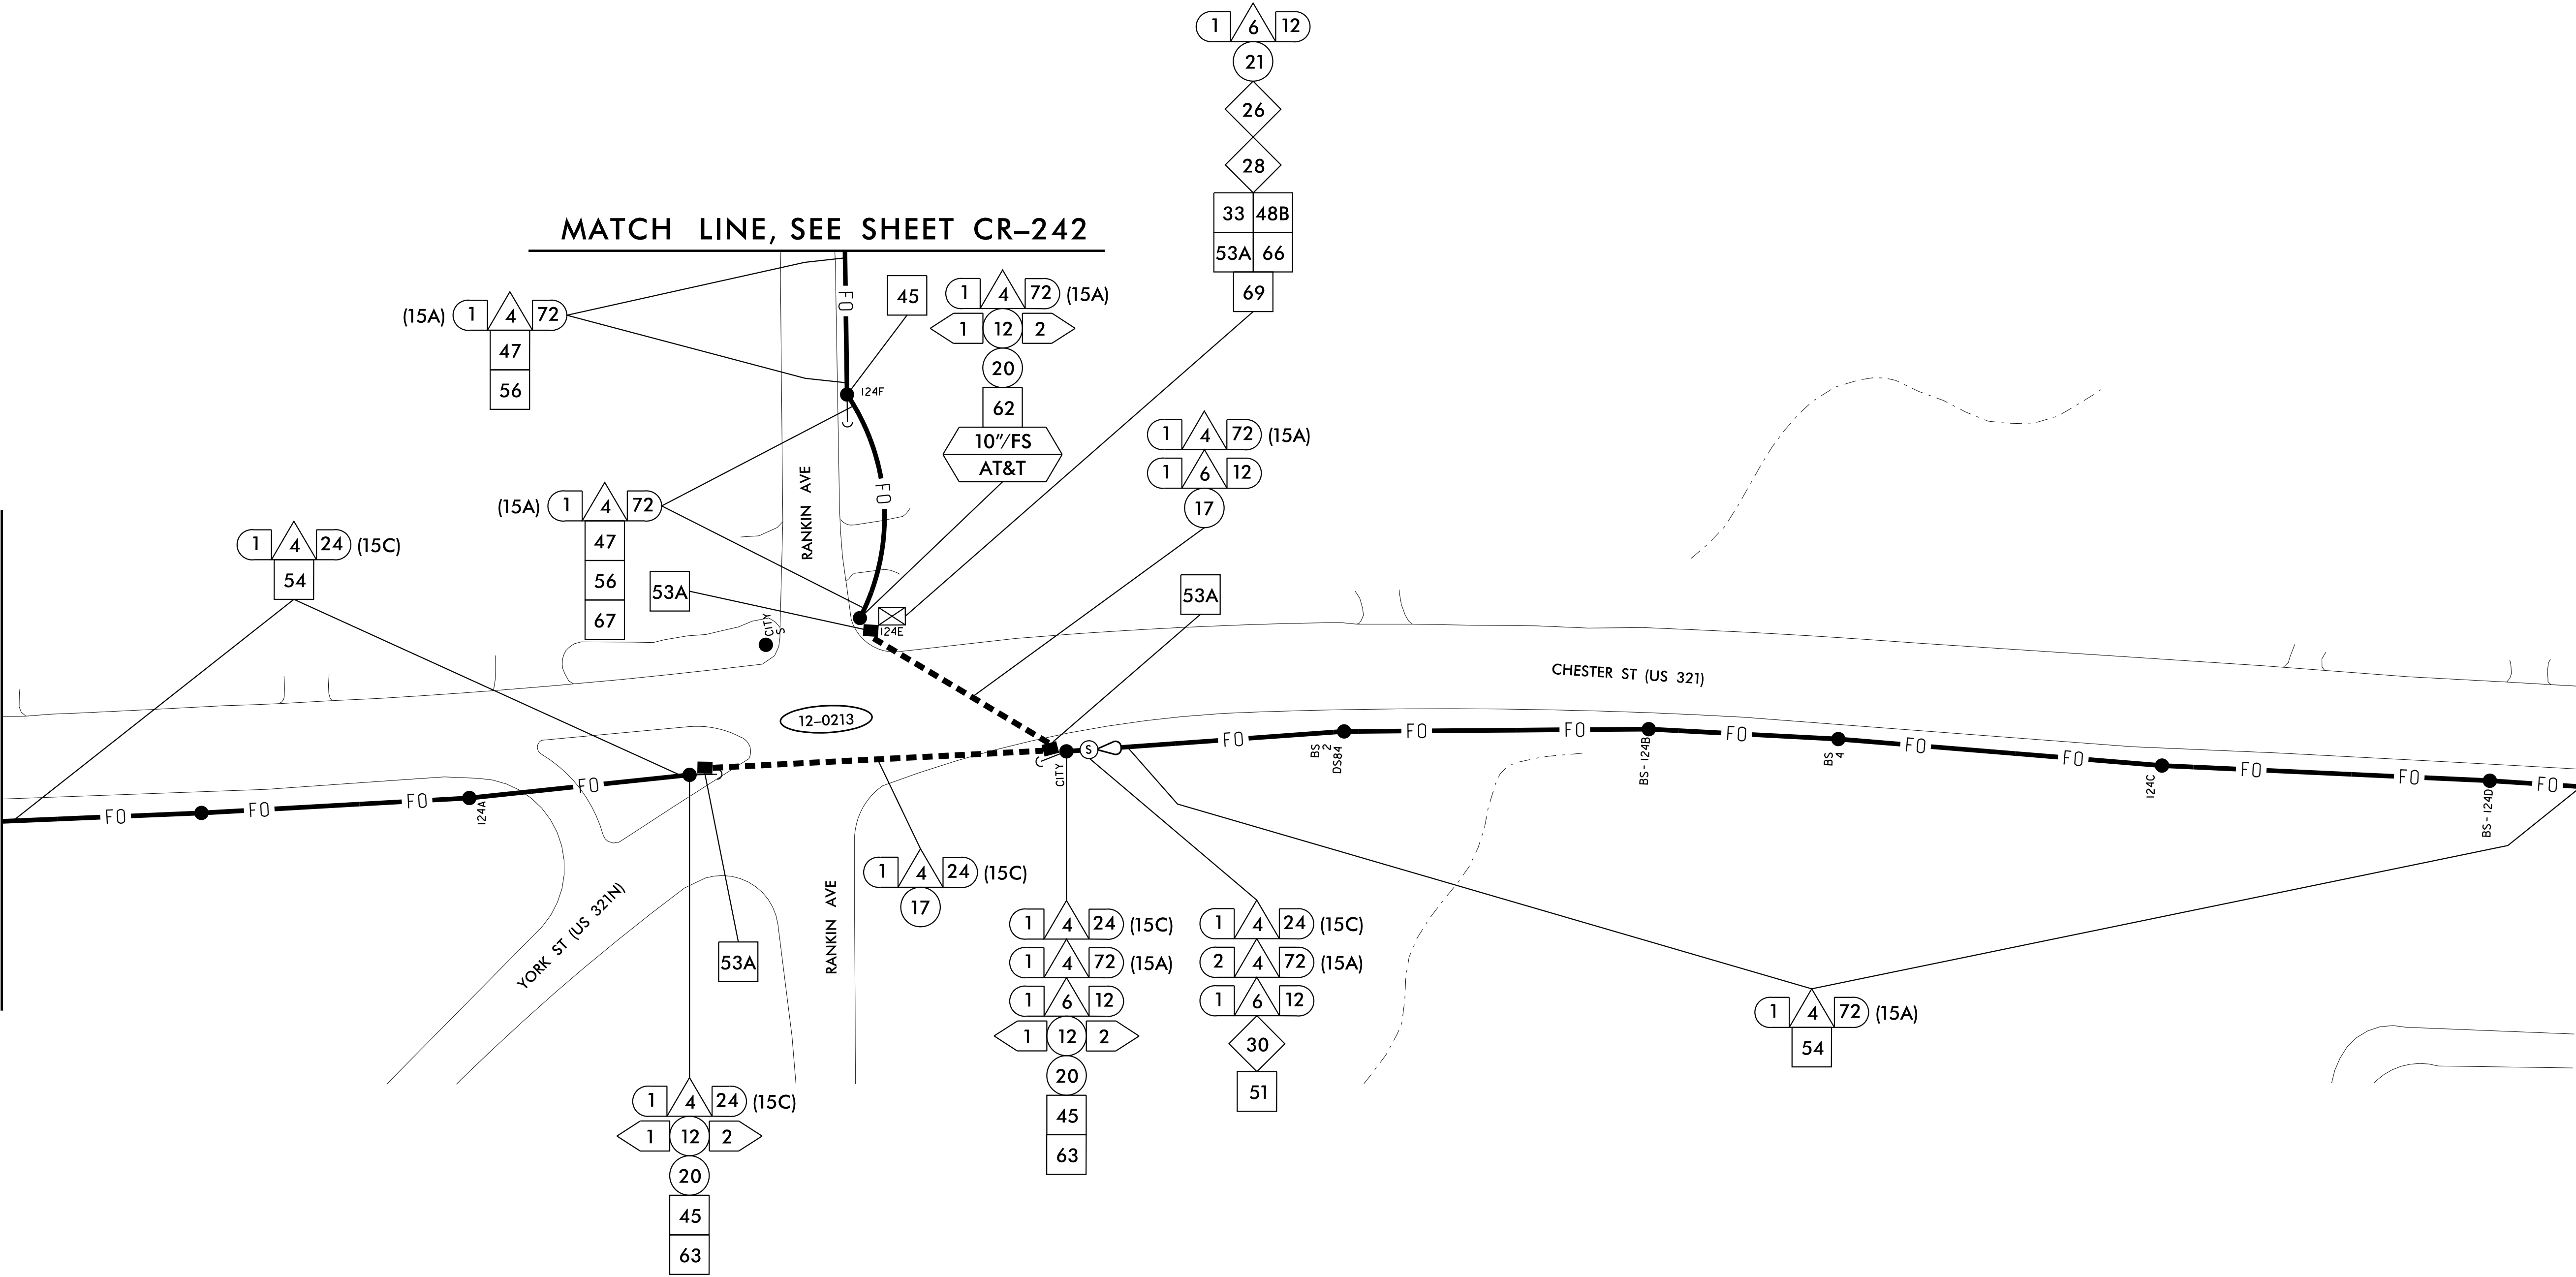 1 6 12
21
26
28
33 48B
53A 66
69
MATCH LINE, SEE SHEET CR–242
(15A) 1 4 72
47
56
FO
45
1 4 72 (15A)
1 12 2
20
62
10"/FS
AT&T
124F
1 4 72 (15A)
1 6 12
17
(15A) 1 4 72
47
56
67
FO
RANKIN AVE
1 4 24 (15C)
54
53A
53A
CITY
S
124E
CHESTER ST (US 321)
12–0213
FO FO 124A FO FO
CITY
S
FO
BS
2
DS84
FO FO
BS-124B
FO
BS
4
FO FO
124C
FO FO
BS-124D
FO
1 4 24 (15C)
17
YORK ST (US 321N)
RANKIN AVE
53A
1 4 24 (15C)
1 4 72 (15A)
1 6 12
1 12 2
20
45
63
1 4 24 (15C)
2 4 72 (15A)
1 6 12
30
51
1 4 72 (15A)
54
1 4 24 (15C)
1 12 2
20
45
63